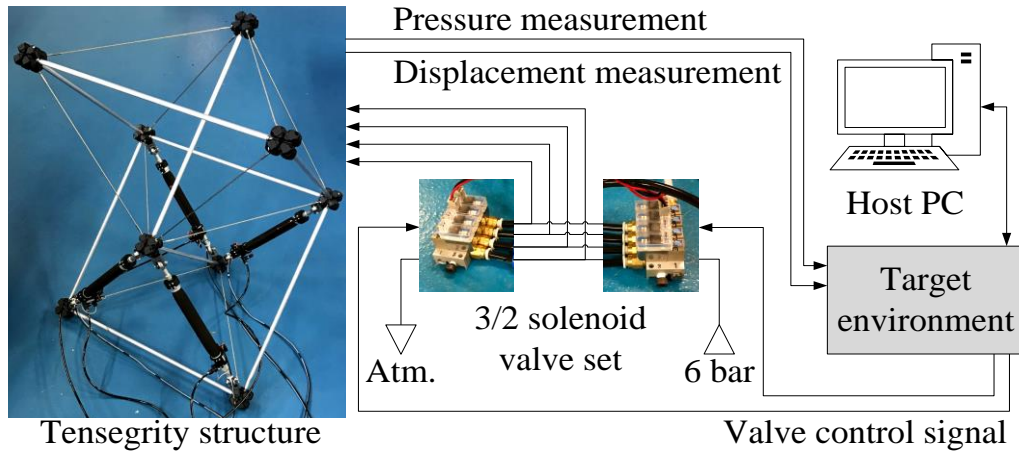 Pressure measurement
Displacement measurement
Host PC
Target
environment
3/2 solenoid
valve set
Atm.
6 bar
Tensegrity structure
Valve control signal